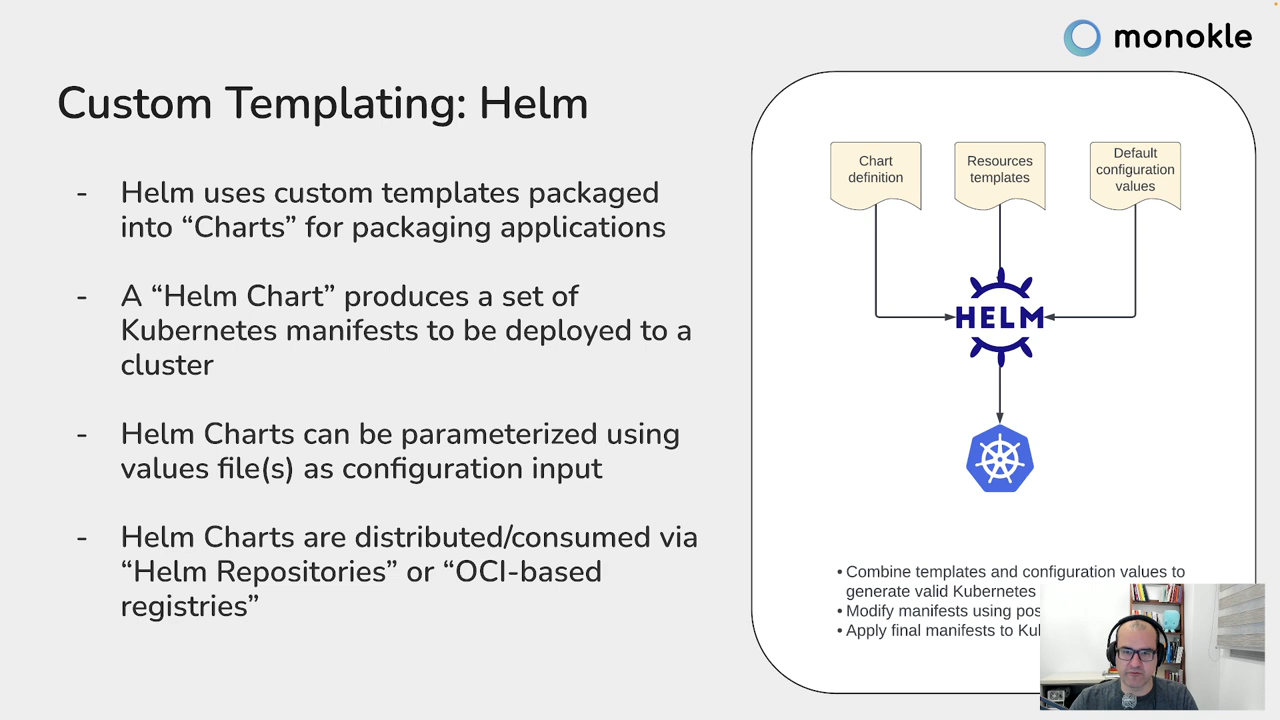 monokle
Custom Templating: Helm
- Helm uses custom templates packaged
into “Charts” for packaging applications
- A “Helm Chart” produces a set of
Kubernetes manifests to be deployed to a
cluster
- Helm Charts can be parameterized using
values file(s) as configuration input
- Helm Charts are distributed/consumed via
“Helm Repositories” or “OCI-based
registries”
Chart
definition
Resources
templates
Default
configuration
values
HELM
• Combine templates and configuration values to
generate valid Kubernetes
• Modify manifests using
• Apply final manifests to